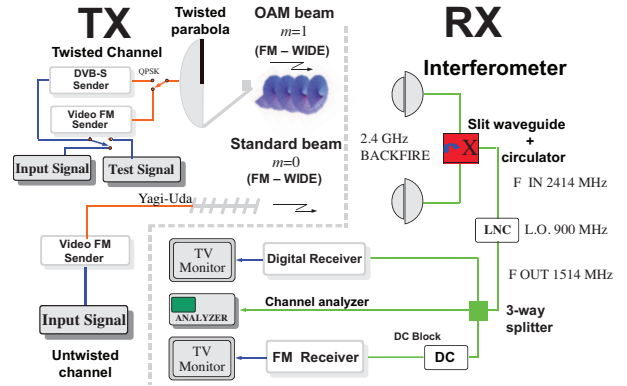 TX
Twisted
parabola
OAM beam
m=1
(FM – WIDE)
RX
Twisted Channel
DVB-S
Sender
QPSK
Video FM
Sender
Input Signal
Test Signal
Standard beam
m=0
(FM – WIDE)
Yagi-Uda
Video FM
Sender
Input Signal
Untwisted
channel
Interferometer
2.4 GHz
BACKFIRE
X
Slit waveguide
+
circulator
F IN 2414 MHz
LNC
L.O. 900 MHz
F OUT 1514 MHz
3-way
splitter
TV
Monitor
Digital Receiver
Channel analyzer
ANALYZER
DC Block
TV
Monitor
FM Receiver
DC